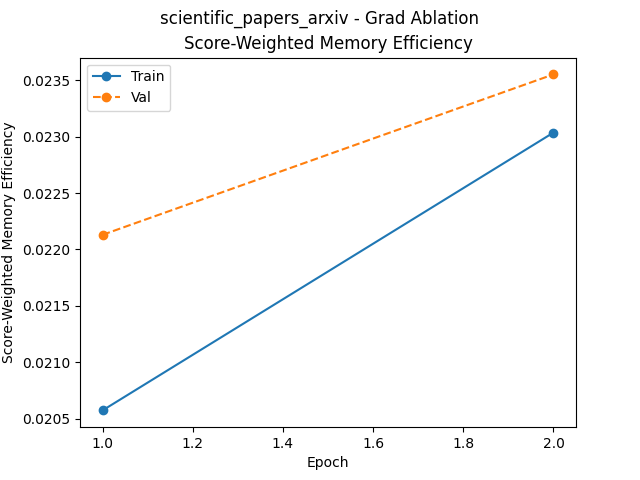 scientific_papers_arxiv - Grad Ablation
Score-Weighted Memory Efficiency
Train
Val
Score-Weighted Memory Efficiency
0.0235
0.0230
0.0225
0.0220
0.0215
0.0210
0.0205
1.0 1.2 1.4 1.6 1.8 2.0
Epoch